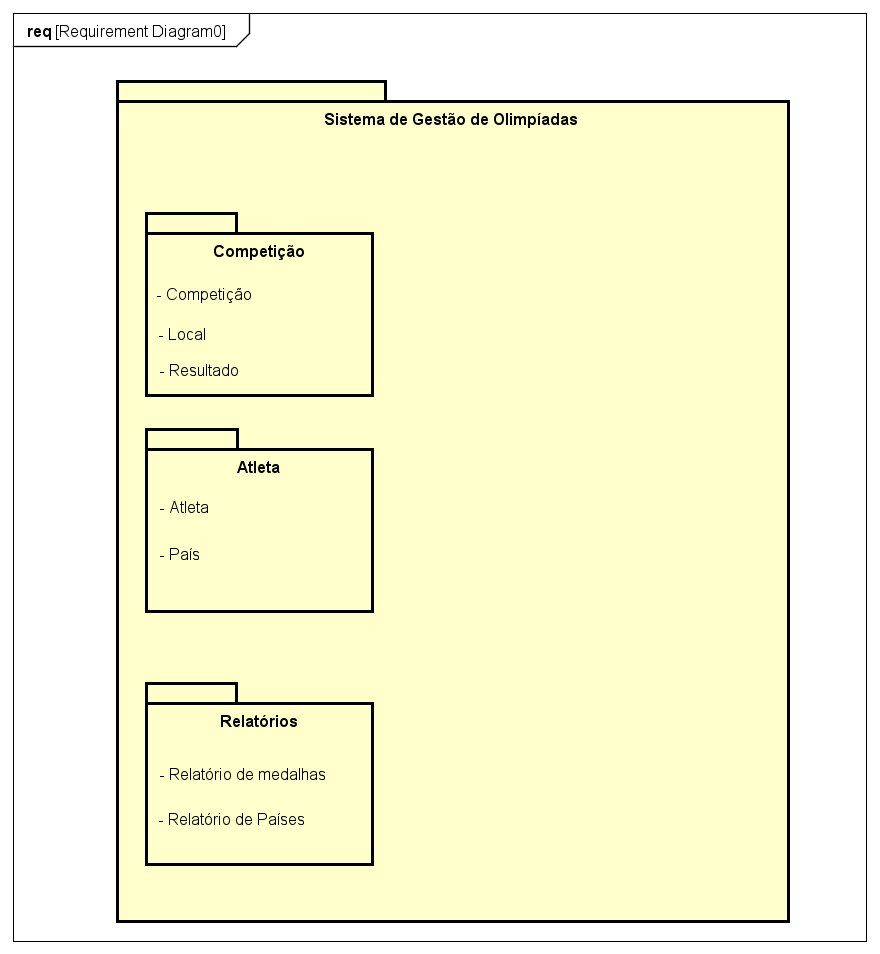 req [Requirement Diagram0]
Sistema de Gestão de Olimpíadas
Competição
- Competição
- Local
- Resultado
Atleta
- Atleta
- País
Relatórios
- Relatório de medalhas
- Relatório de Países